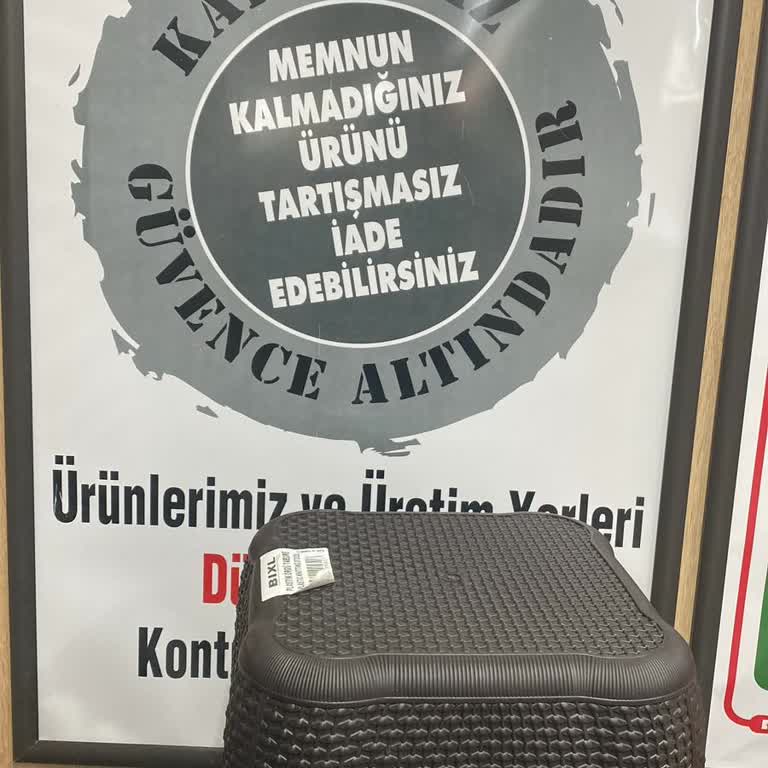 MEMNUN
KALMADIĞINIZ
ÜRÜNÜ
TARTIŞMASIZ
İADE
EDEBİLİRSİNİZ
GÜVENCE ALTINDADIR
Ürünlerimiz ve Üretim Yerleri
BIXL